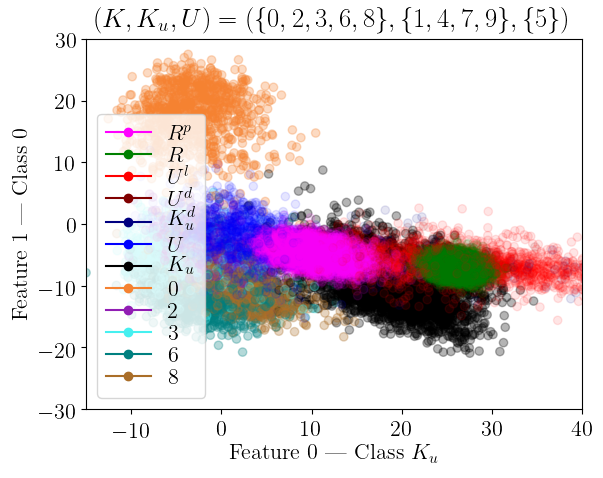 (K, K_u, U) = ({0, 2, 3, 6, 8}, {1, 4, 7, 9}, {5})
30
20
10
0
−10
−20
−30
Feature 1 — Class 0
R^p
R
U^l
U^d
K_u^d
U
K_u
0
2
3
6
8
−10
0
10
20
30
40
Feature 0 — Class K_u